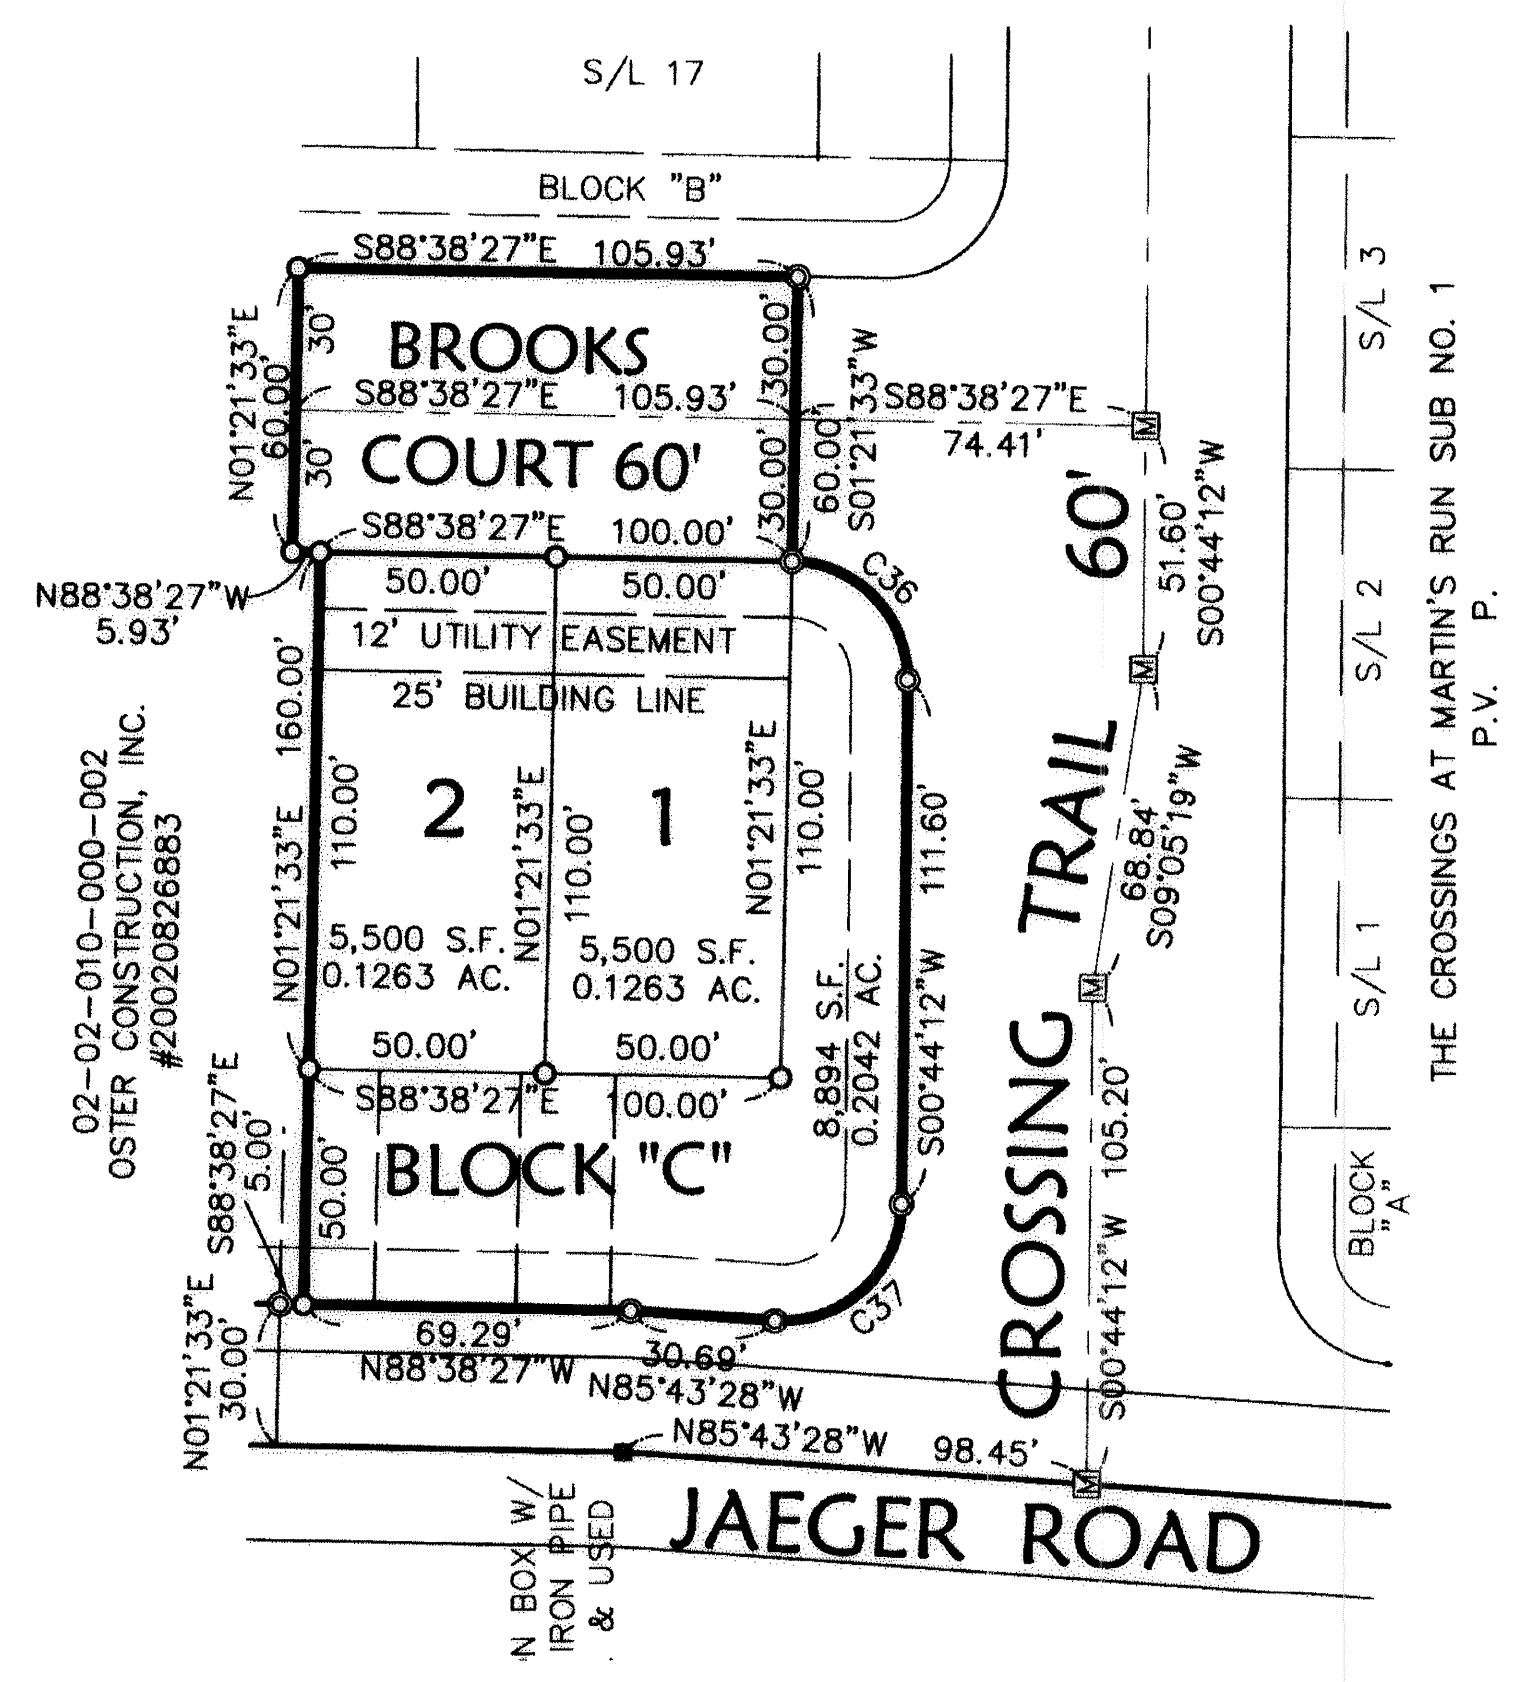 S/L 17
BLOCK "B"
S88°38'27"E 105.93'
N01°21'33"E
60.00'
30'
30'
BROOKS
S88°38'27"E 105.93'
COURT 60'
30.00'
30.00'
60.00'
S01°21'33"W
S88°38'27"E
74.41'
S88°38'27"E 100.00'
N88°38'27"W
5.93'
50.00'
50.00'
C36
12' UTILITY EASEMENT
25' BUILDING LINE
160.00'
N01°21'33"E
110.00'
2
N01°21'33"E
110.00'
1
N01°21'33"E
110.00'
5,500 S.F.
0.1263 AC.
5,500 S.F.
0.1263 AC.
50.00'
50.00'
S88°38'27"E 100.00'
BLOCK "C"
8,894 S.F.
0.2042 AC.
111.60'
S00°44'12"W
C37
02-02-010-000-002
OSTER CONSTRUCTION, INC.
#20020826883
S88°38'27"E
5.00'
50.00'
N01°21'33"E
30.00'
69.29'
N88°38'27"W
30.69'
N85°43'28"W
N85°43'28"W 98.45'
CROSSING TRAIL 60'
M
51.60'
S00°44'12"W
M
68.84'
S09°05'19"W
M
S00°44'12"W 105.20'
M
JAEGER ROAD
N BOX W/
IRON PIPE
& USED
S/L 3
S/L 2
S/L 1
BLOCK
"A"
THE CROSSINGS AT MARTIN'S RUN SUB NO. 1
P.V. P.